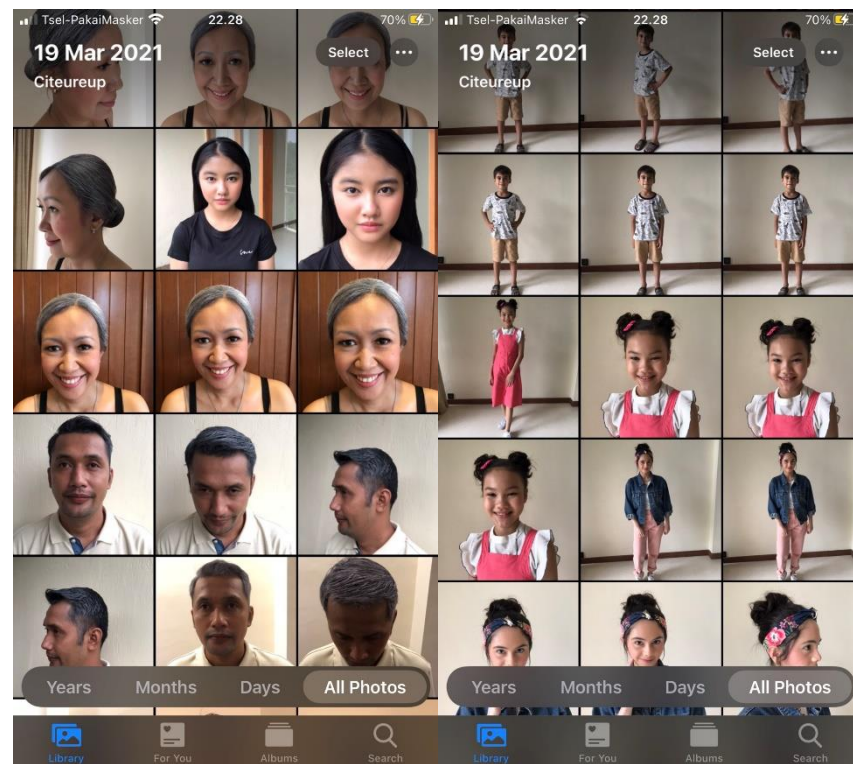 Tsel-PakaiMasker 22.28 70%
19 Mar 2021
Select
Citeureup
Years Months Days All Photos
Library For You Albums Search
Tsel-PakaiMasker 22.28 70%
19 Mar 2021
Select
Citeureup
Years Months Days All Photos
Library For You Albums Search